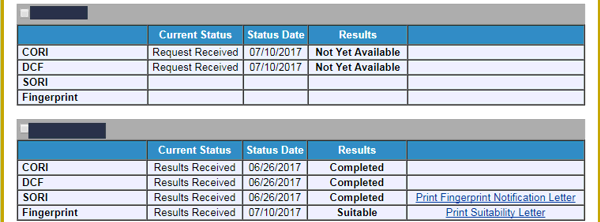 Current Status Status Date Results
CORI Request Received 07/10/2017 Not Yet Available
DCF Request Received 07/10/2017 Not Yet Available
SORI
Fingerprint
Current Status Status Date Results
CORI Results Received 06/26/2017 Completed
DCF Results Received 06/26/2017 Completed
SORI Results Received 06/26/2017 Completed Print Fingerprint Notification Letter
Fingerprint Results Received 07/10/2017 Suitable Print Suitability Letter